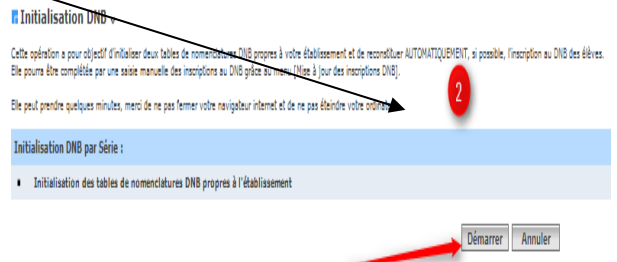 Initialisation DNB
Cette opération a pour objectif d'initialiser deux tables de nomenclatures DNB propres à votre établissement et de reconstituer AUTOMATIQUEMENT, si possible, l'inscription au DNB des élèves.
Elle pourra être complétée par une saisie manuelle des inscriptions au DNB grâce au menu [Mise à jour des inscriptions DNB].
Elle peut prendre quelques minutes, merci de ne pas fermer votre navigateur internet et de ne pas éteindre votre
2
Initialisation DNB par Série :
Initialisation des tables de nomenclatures DNB propres à l'établissement
Démarrer Annuler